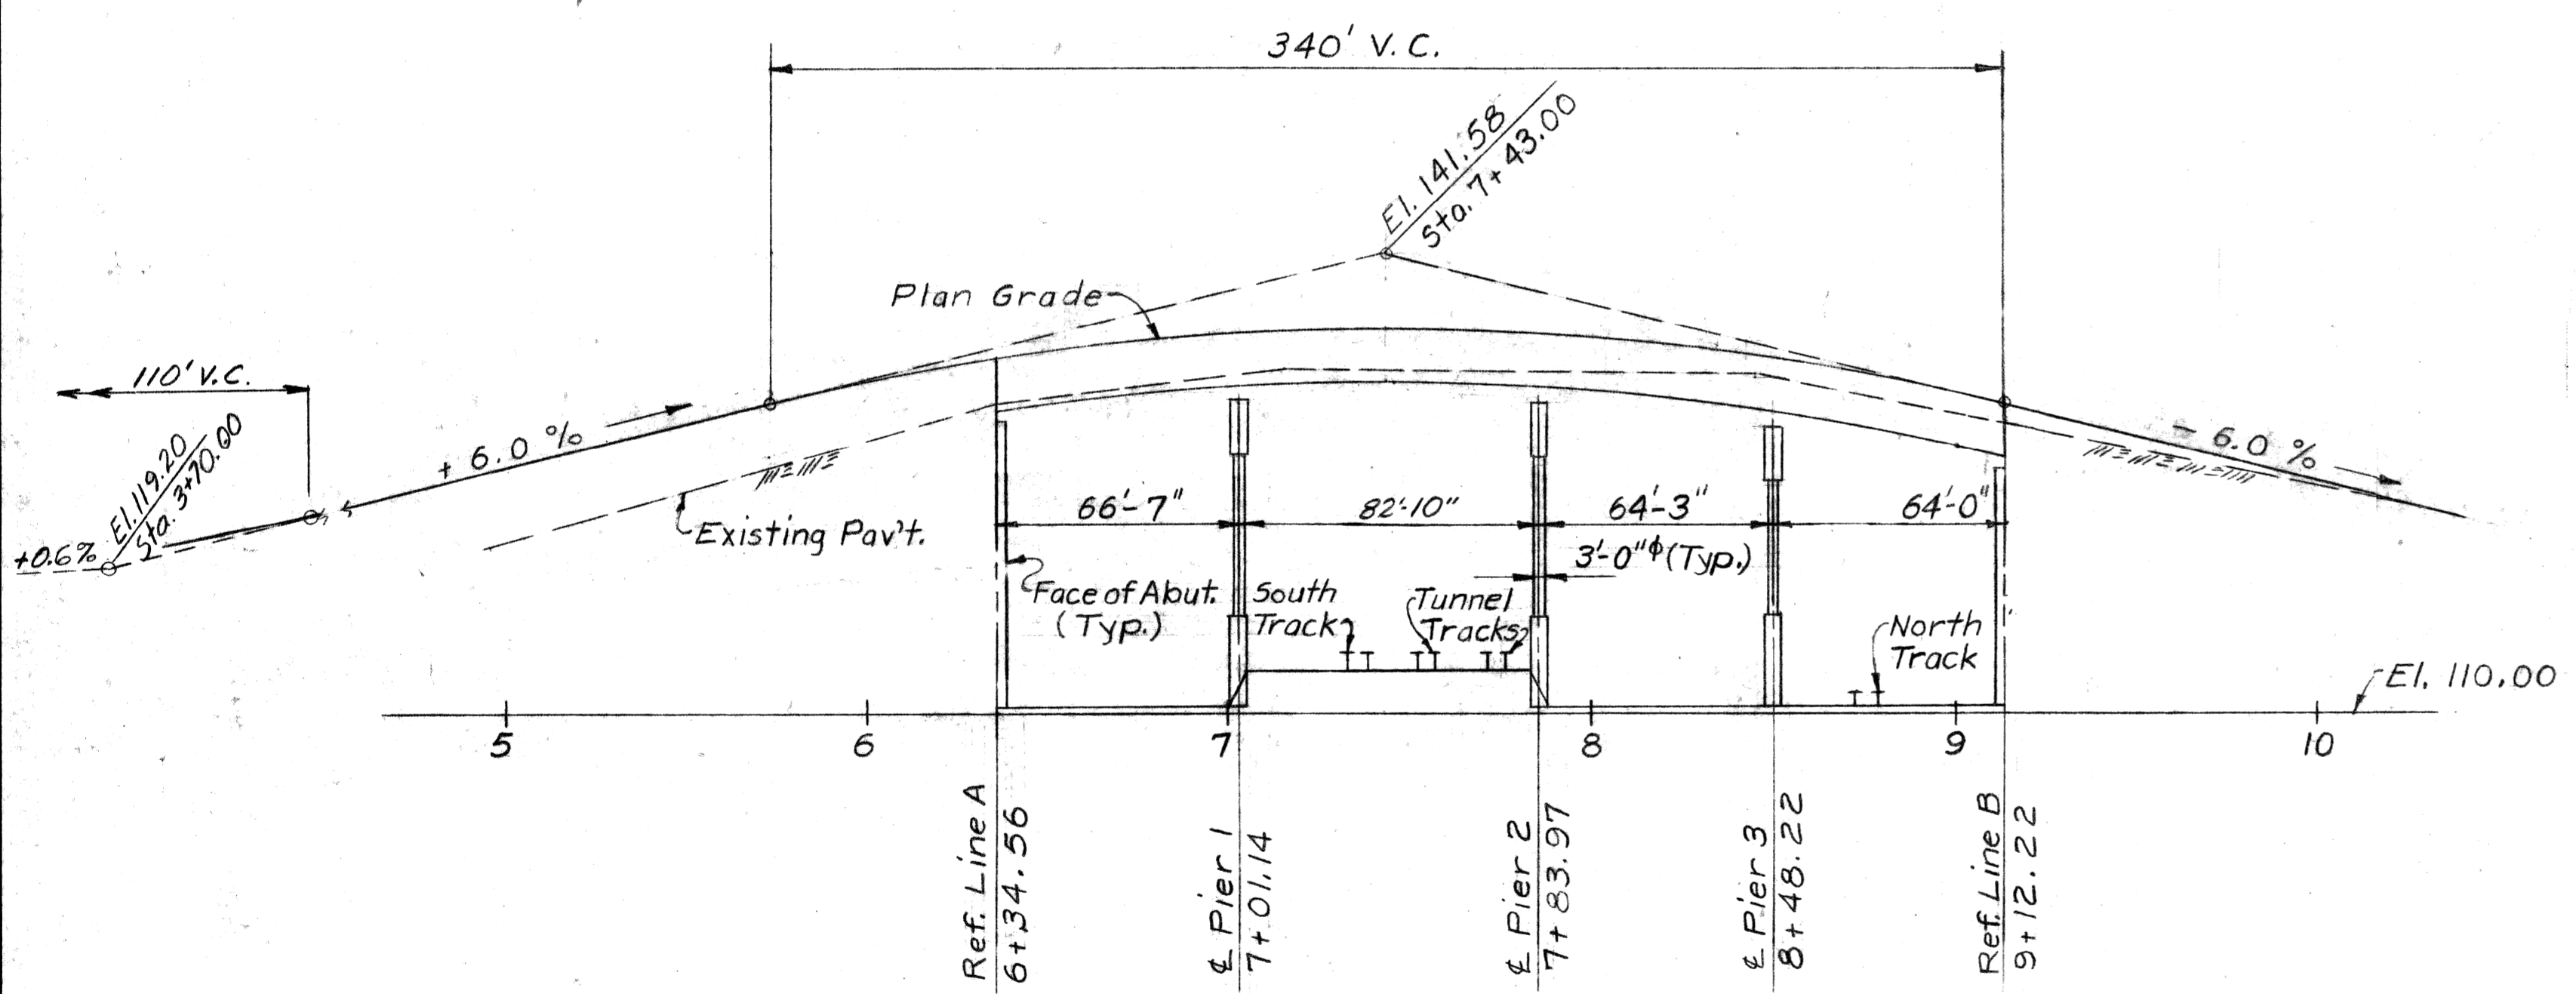 340' V.C.
El. 141.58
Sta. 7+43.00
Plan Grade
110' V.C.
El. 119.20
Sta. 3+70.00
+0.6%
+6.0 %
- 6.0 %
Existing Pav't.
66'-7"
82'-10"
64'-3"
64'-0"
3'-0"ϕ (Typ.)
Face of Abut.
(Typ.)
South
Track
Tunnel
Tracks
North
Track
El. 110.00
5
6
7
8
9
10
Ref. Line A
6+34.56
℄ Pier 1
7+01.14
℄ Pier 2
7+83.97
℄ Pier 3
8+48.22
Ref. Line B
9+12.22